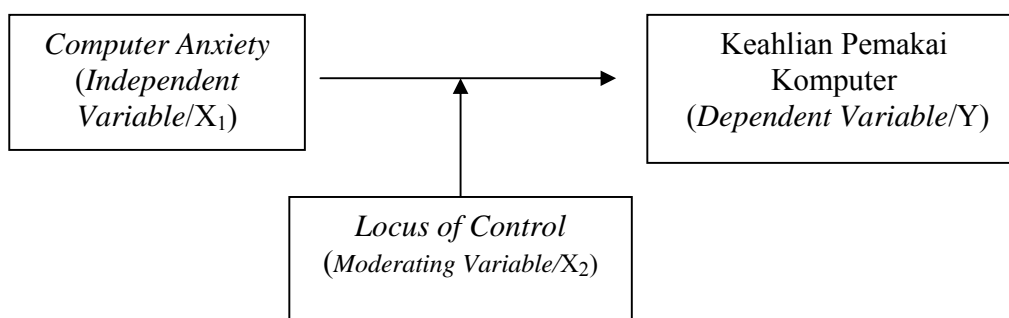 Computer Anxiety
(Independent
Variable/X₁)
Keahlian Pemakai
Komputer
(Dependent Variable/Y)
Locus of Control
(Moderating Variable/X₂)